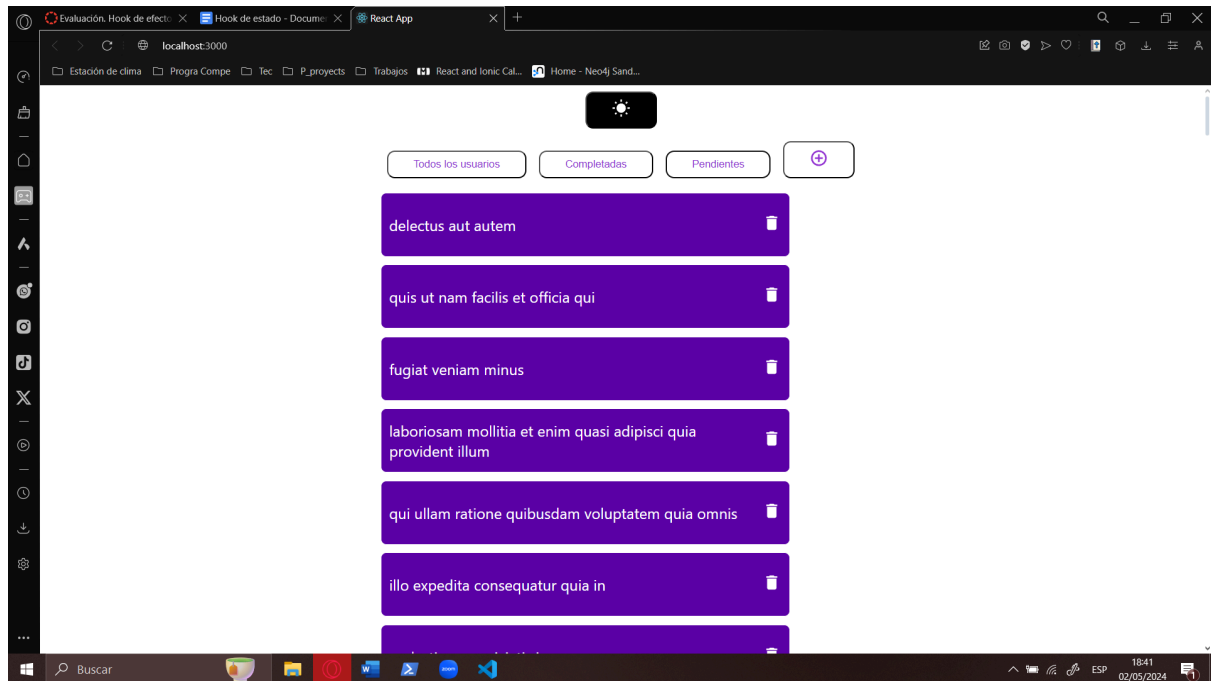 Evaluación. Hook de efecto
Hook de estado - Docume
React App
localhost:3000
Estación de clima
Progra Compe
Tec
P_proyects
Trabajos
React and Ionic Cal...
Home - Neo4j Sand...
Todos los usuarios
Completadas
Pendientes
delectus aut autem
quis ut nam facilis et officia qui
fugiat veniam minus
laboriosam mollitia et enim quasi adipisci quia
provident illum
qui ullam ratione quibusdam voluptatem quia omnis
illo expedita consequatur quia in
Buscar
zoom
ESP
18:41
02/05/2024